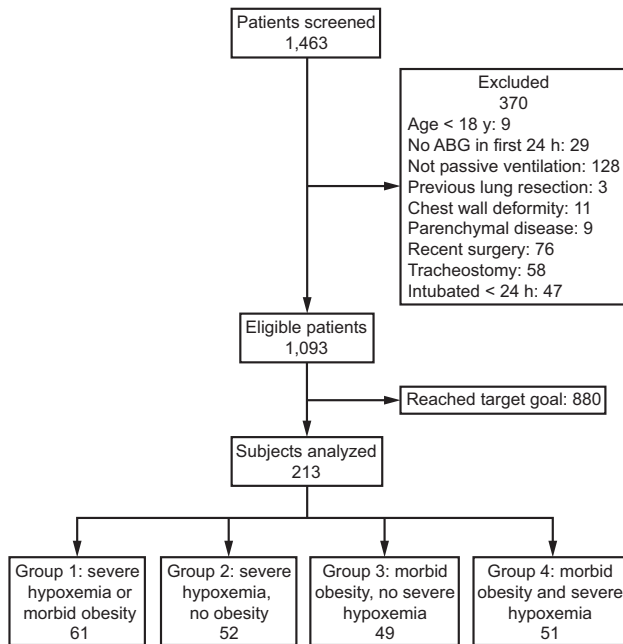 Patients screened
1,463
Excluded
370
Age < 18 y: 9
No ABG in first 24 h: 29
Not passive ventilation: 128
Previous lung resection: 3
Chest wall deformity: 11
Parenchymal disease: 9
Recent surgery: 76
Tracheostomy: 58
Intubated < 24 h: 47
Eligible patients
1,093
Reached target goal: 880
Subjects analyzed
213
Group 1: severe
hypoxemia or
morbid obesity
61
Group 2: severe
hypoxemia,
no obesity
52
Group 3: morbid
obesity, no severe
hypoxemia
49
Group 4: morbid
obesity and severe
hypoxemia
51